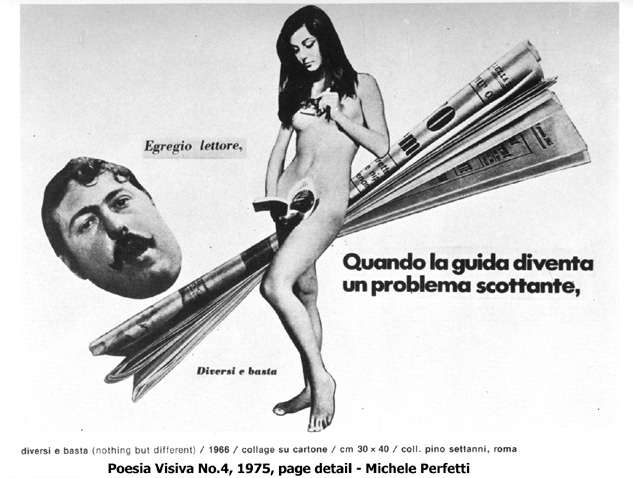 Egregio lettore,
Quando la guida diventa
un problema scottante,
Diversi e basta
diversi e basta (nothing but different) / 1966 / collage su cartone / cm 30 × 40 / coll. pino settanni, roma
Poesia Visiva No.4, 1975, page detail - Michele Perfetti